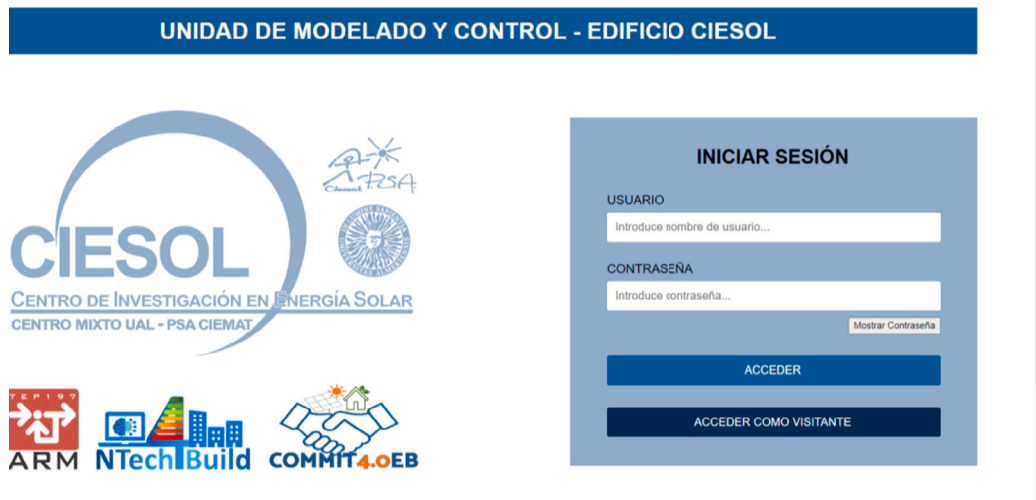 UNIDAD DE MODELADO Y CONTROL - EDIFICIO CIESOL
Ciemat PSA
CIESOL
CENTRO DE INVESTIGACIÓN EN ENERGÍA SOLAR
CENTRO MIXTO UAL - PSA CIEMAT
TEP197
ARM
NTechBuild
COMMIT4.0EB
INICIAR SESIÓN
USUARIO
Introduce nombre de usuario...
CONTRASEÑA
Introduce contraseña...
Mostrar Contraseña
ACCEDER
ACCEDER COMO VISITANTE